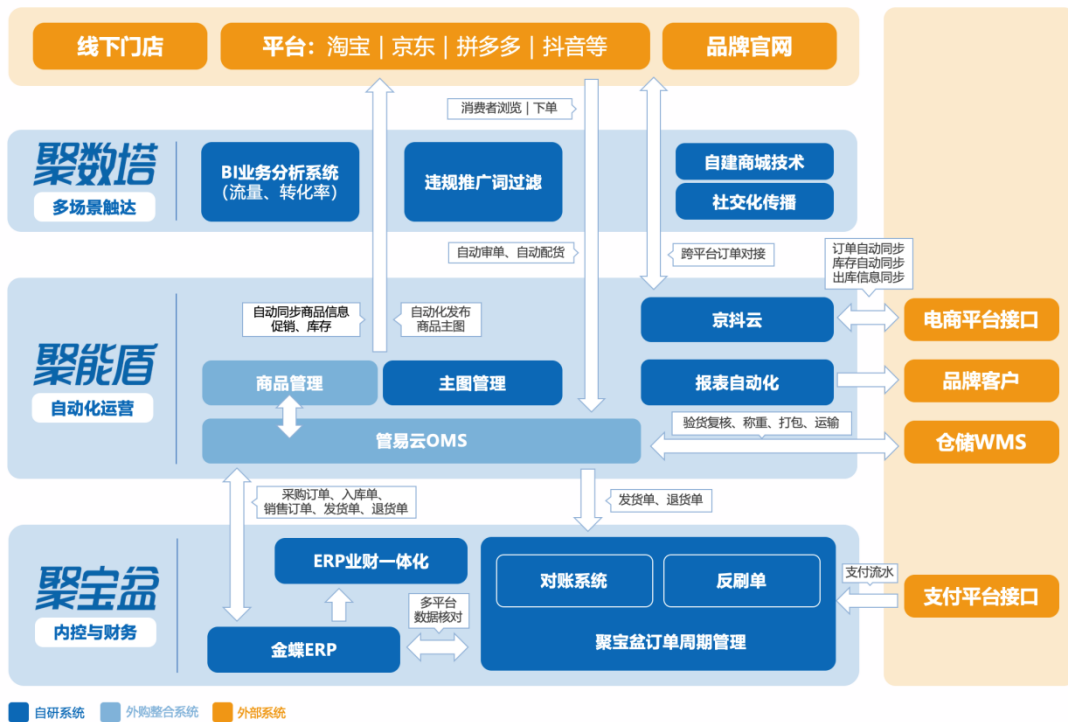 线下门店
平台：淘宝｜京东｜拼多多｜抖音等
品牌官网
消费者浏览｜下单
聚数塔
多场景触达
BI业务分析系统
（流量、转化率）
违规推广词过滤
自建商城技术
社交化传播
自动审单、自动配货
跨平台订单对接
订单自动同步
库存自动同步
出库信息同步
聚能盾
自动化运营
自动同步商品信息
促销、库存
自动化发布
商品主图
京抖云
电商平台接口
商品管理
主图管理
报表自动化
品牌客户
管易云OMS
验货复核、称重、打包、运输
仓储WMS
采购订单、入库单、
销售订单、发货单、退货单
发货单、退货单
聚宝盆
内控与财务
ERP业财一体化
金蝶ERP
多平台
数据核对
对账系统
反刷单
聚宝盆订单周期管理
支付流水
支付平台接口
自研系统
外购整合系统
外部系统